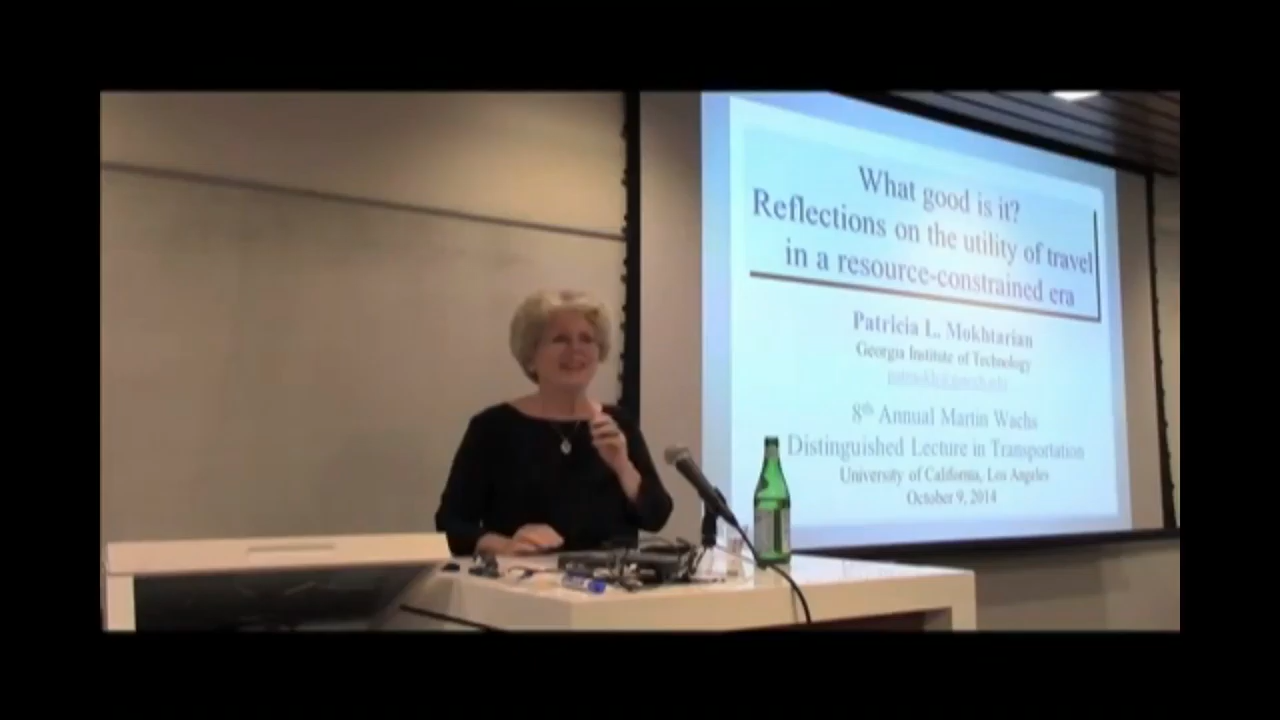 What good is it?
Reflections on the utility of travel
in a resource-constrained era
Patricia L. Mokhtarian
Georgia Institute of Technology
8th Annual Martin Wachs
Distinguished Lecture in Transportation
University of California, Los Angeles
October 9, 2014